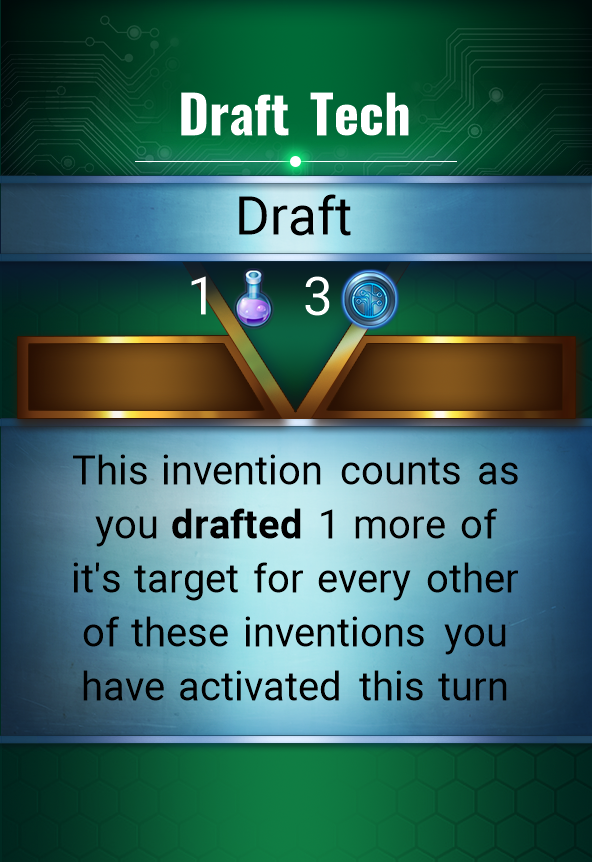 Draft Tech
Draft
1 3
This invention counts as
you drafted 1 more of
it's target for every other
of these inventions you
have activated this turn